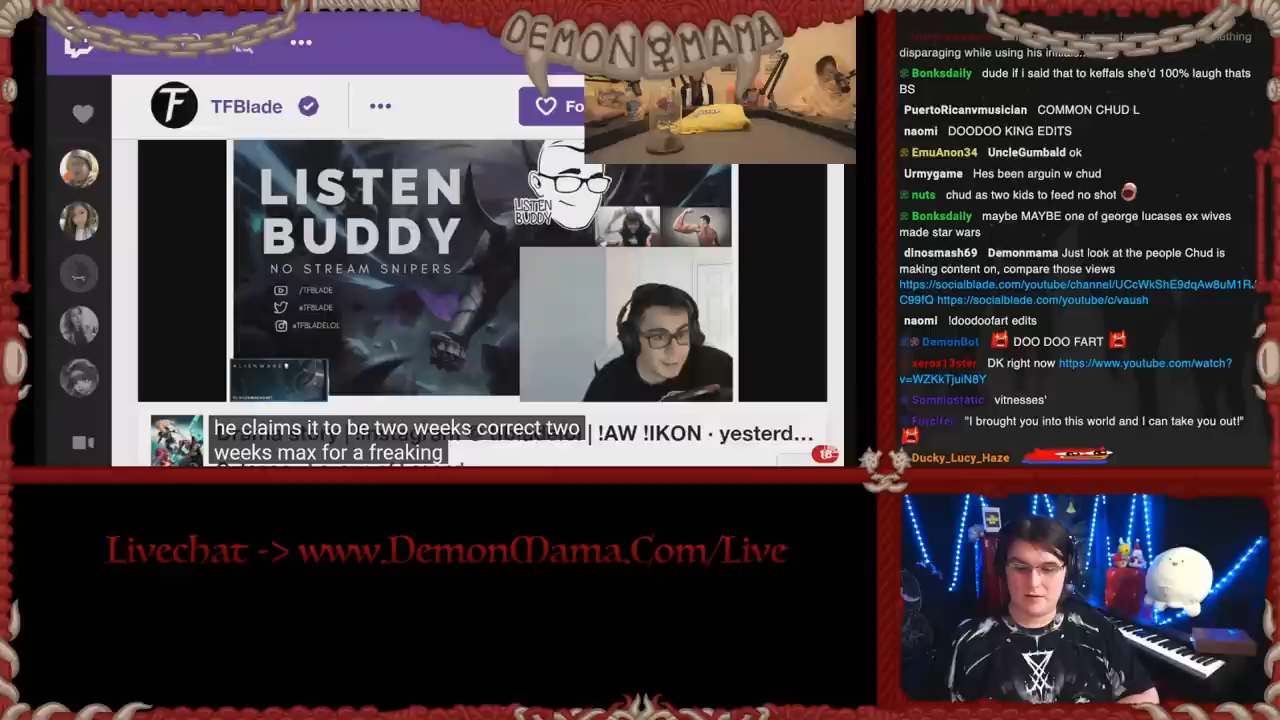 DEMON MAMA
TFBlade
Fo
LISTEN
BUDDY
NO STREAM SNIPERS
/TFBLADE
@TFBLADE
@TFBLADELOL
LISTEN
BUDDY
ALIENWARE
he claims it to be two weeks correct two
weeks max for a freaking
| !AW !IKON · yesterd...
18
Livechat -> www.DemonMama.Com/Live
disparaging while using his
Bonksdaily dude if i said that to keffals she'd 100% laugh thats
BS
PuertoRicanvmusician COMMON CHUD L
naomi DOODOO KING EDITS
EmuAnon34 UncleGumbald ok
Urmygame Hes been arguin w chud
nuts chud as two kids to feed no shot
Bonksdaily maybe MAYBE one of george lucases ex wives
made star wars
dinosmash69 Demonmama Just look at the people Chud is
making content on, compare those views
https://socialblade.com/youtube/channel/UCcWkShE9dqAw8uM1R
C99fQ https://socialblade.com/youtube/c/vaush
naomi !doodoofart edits
DemonBot DOO DOO FART
xerox13ster DK right now https://www.youtube.com/watch?
v=WZKkTjuiN8Y
Somniostatic vitnesses'
"I brought you into this world and I can take you out!"
Ducky_Lucy_Haze